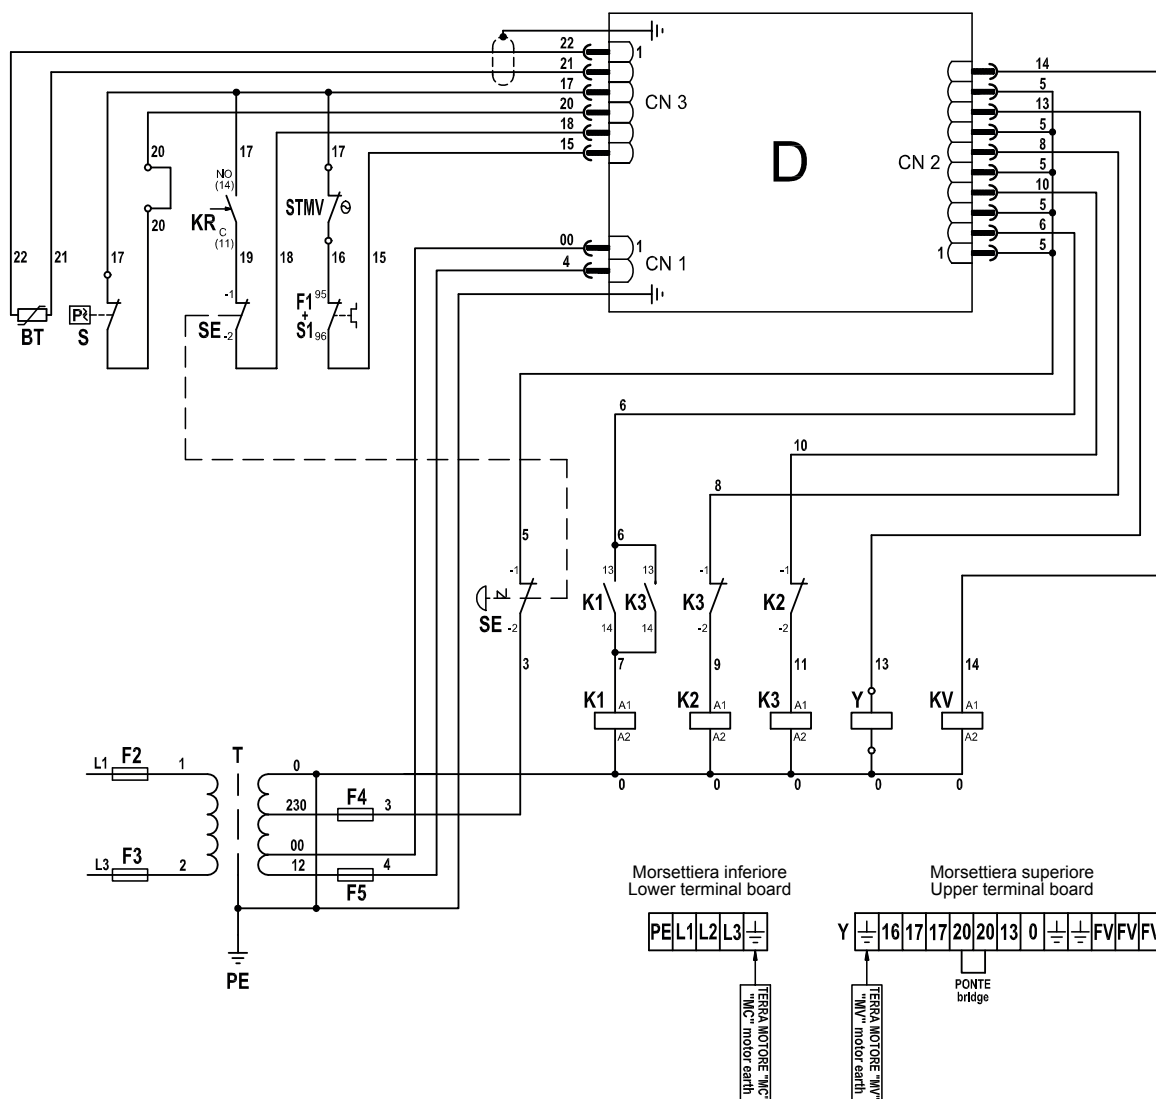 22
21
17
20
18
15
1
CN 3
D
CN 2
14
5
13
5
8
5
10
5
6
5
1
00
4
1
CN 1
20
20
17
NO
(14)
KR
C
(11)
19
18
17
STMV
16
15
22
21
17
BT
P
S
-1
SE
-2
F1
+
S1
95
96
6
10
8
5
-1
SE
-2
3
6
13
13
K1
K3
14
14
7
-1
K3
-2
9
-1
K2
-2
11
13
14
K1
A1
A2
K2
A1
A2
K3
A1
A2
Y
KV
A1
A2
0
0
0
0
0
L1
F2
1
T
0
230
F4
3
00
12
F5
4
L3
F3
2
PE
Morsettiera inferiore
Lower terminal board
PE L1 L2 L3
TERRA MOTORE "MC"
"MC" motor earth
Morsettiera superiore
Upper terminal board
Y 16 17 17 20 20 13 0 FV FV FV
PONTE
bridge
TERRA MOTORE "MV"
"MV" motor earth